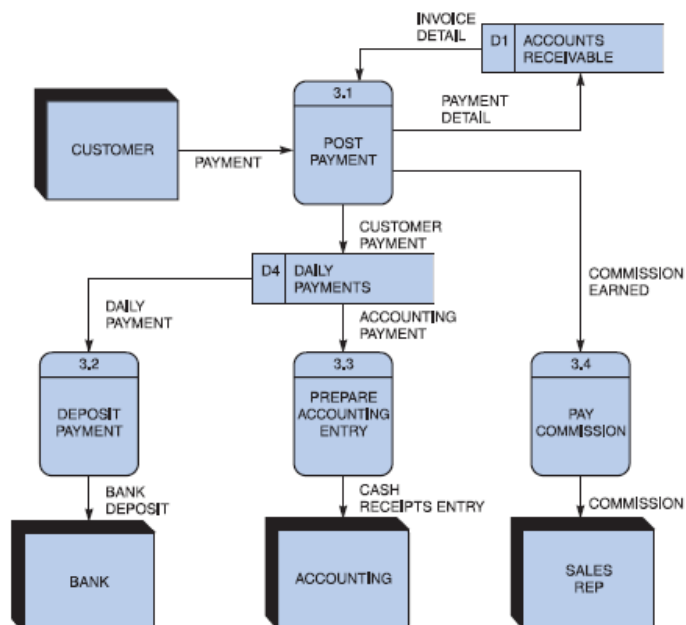 INVOICE
DETAIL
D1
ACCOUNTS
RECEIVABLE
3.1
POST
PAYMENT
PAYMENT
DETAIL
CUSTOMER
PAYMENT
CUSTOMER
PAYMENT
D4
DAILY
PAYMENTS
COMMISSION
EARNED
DAILY
PAYMENT
ACCOUNTING
PAYMENT
3.2
DEPOSIT
PAYMENT
3.3
PREPARE
ACCOUNTING
ENTRY
3.4
PAY
COMMISSION
BANK
DEPOSIT
CASH
RECEIPTS ENTRY
COMMISSION
BANK
ACCOUNTING
SALES
REP